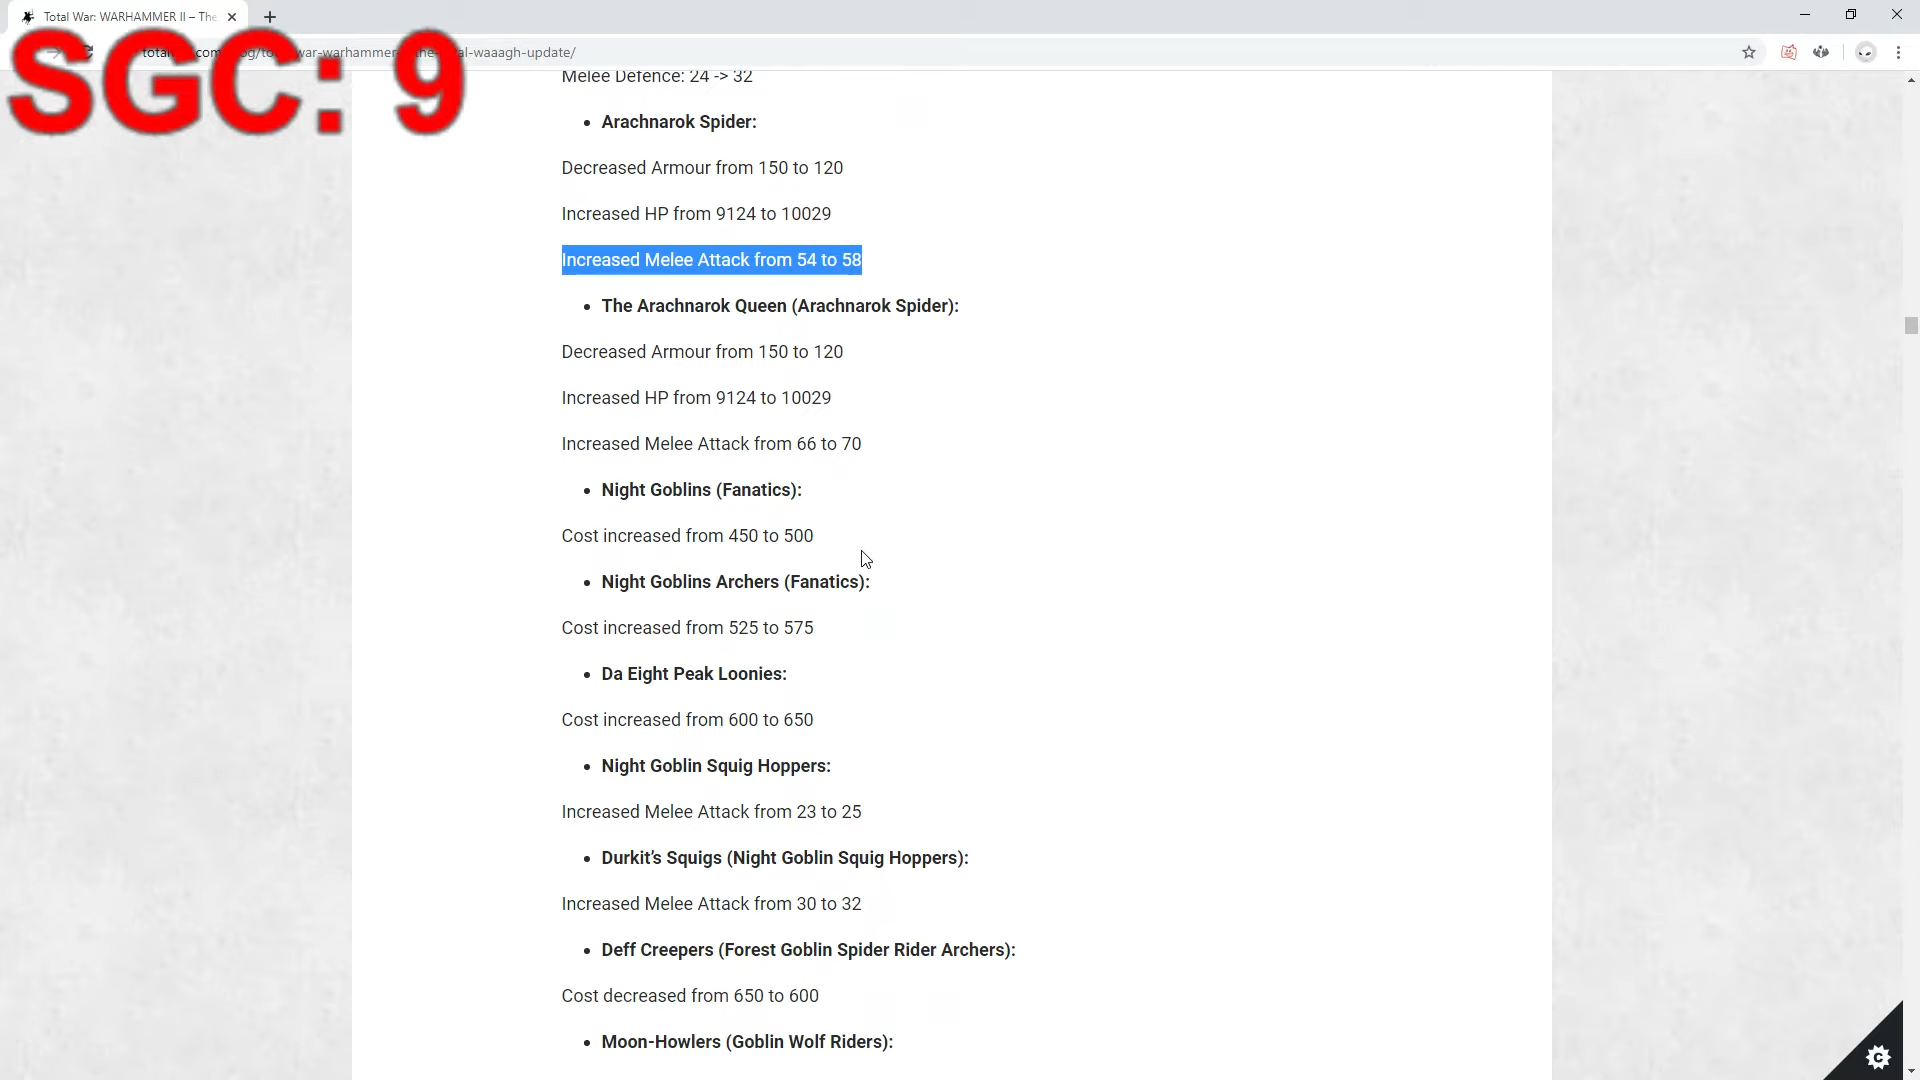 Total War: WARHAMMER II – The
SGC: 9
Melee Defence: 24 -> 32
• Arachnarok Spider:
Decreased Armour from 150 to 120
Increased HP from 9124 to 10029
Increased Melee Attack from 54 to 58
• The Arachnarok Queen (Arachnarok Spider):
Decreased Armour from 150 to 120
Increased HP from 9124 to 10029
Increased Melee Attack from 66 to 70
• Night Goblins (Fanatics):
Cost increased from 450 to 500
• Night Goblins Archers (Fanatics):
Cost increased from 525 to 575
• Da Eight Peak Loonies:
Cost increased from 600 to 650
• Night Goblin Squig Hoppers:
Increased Melee Attack from 23 to 25
• Durkit’s Squigs (Night Goblin Squig Hoppers):
Increased Melee Attack from 30 to 32
• Deff Creepers (Forest Goblin Spider Rider Archers):
Cost decreased from 650 to 600
• Moon-Howlers (Goblin Wolf Riders):